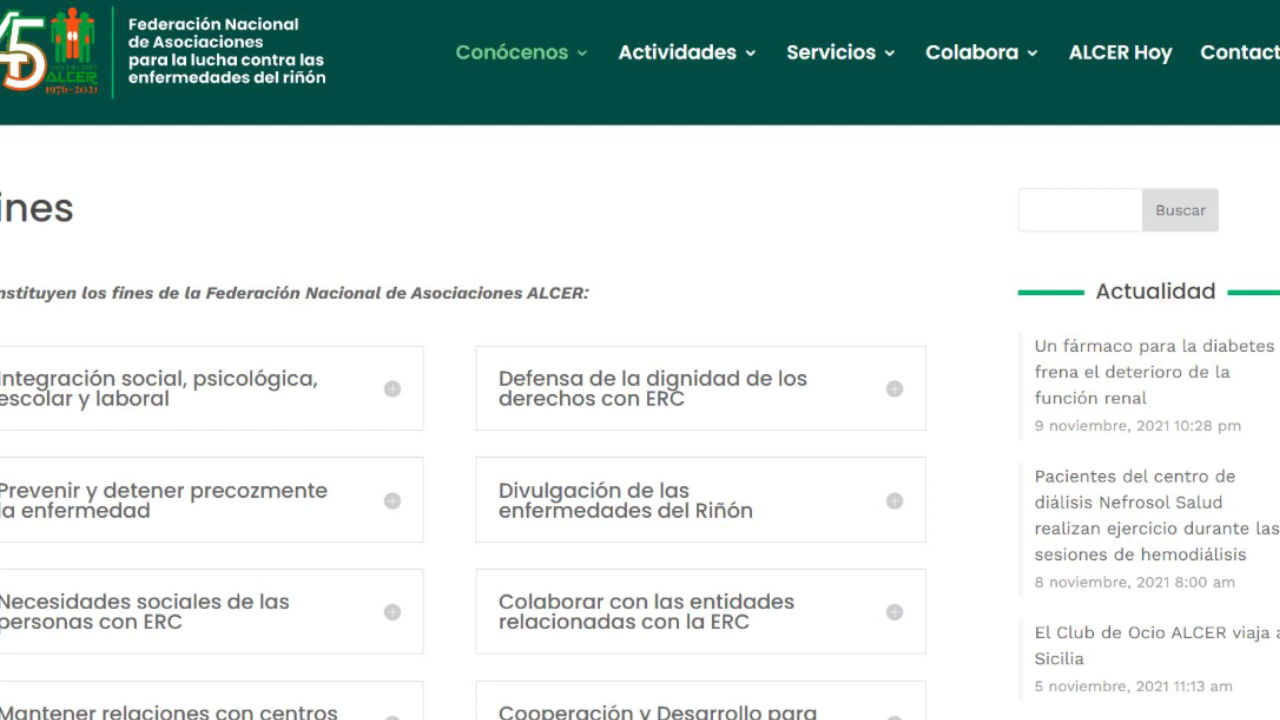 45
ALCER
1976-2021
Federación Nacional
de Asociaciones
para la lucha contra las
enfermedades del riñón
Conócenos
Actividades
Servicios
Colabora
ALCER Hoy
Contact
ines
nstituyen los fines de la Federación Nacional de Asociaciones ALCER:
Integración social, psicológica,
escolar y laboral
Defensa de la dignidad de los
derechos con ERC
Prevenir y detener precozmente
la enfermedad
Divulgación de las
enfermedades del Riñón
Necesidades sociales de las
personas con ERC
Colaborar con las entidades
relacionadas con la ERC
Mantener relaciones con centros
Cooperación y Desarrollo para
Buscar
Actualidad
Un fármaco para la diabetes
frena el deterioro de la
función renal
9 noviembre, 2021 10:28 pm
Pacientes del centro de
diálisis Nefrosol Salud
realizan ejercicio durante las
sesiones de hemodiálisis
8 noviembre, 2021 8:00 am
El Club de Ocio ALCER viaja a
Sicilia
5 noviembre, 2021 11:13 am